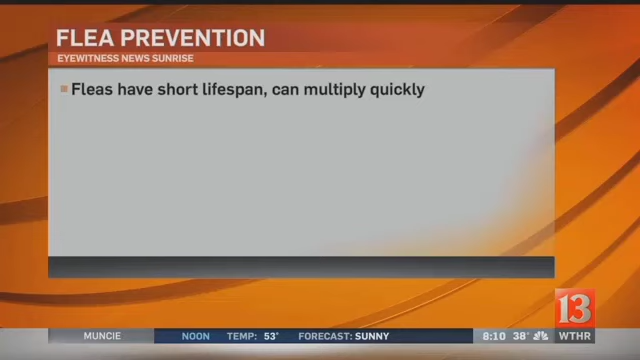 FLEA PREVENTION
EYEWITNESS NEWS SUNRISE
Fleas have short lifespan, can multiply quickly
13
MUNCIE NOON TEMP: 53° FORECAST: SUNNY 8:10 38° WTHR